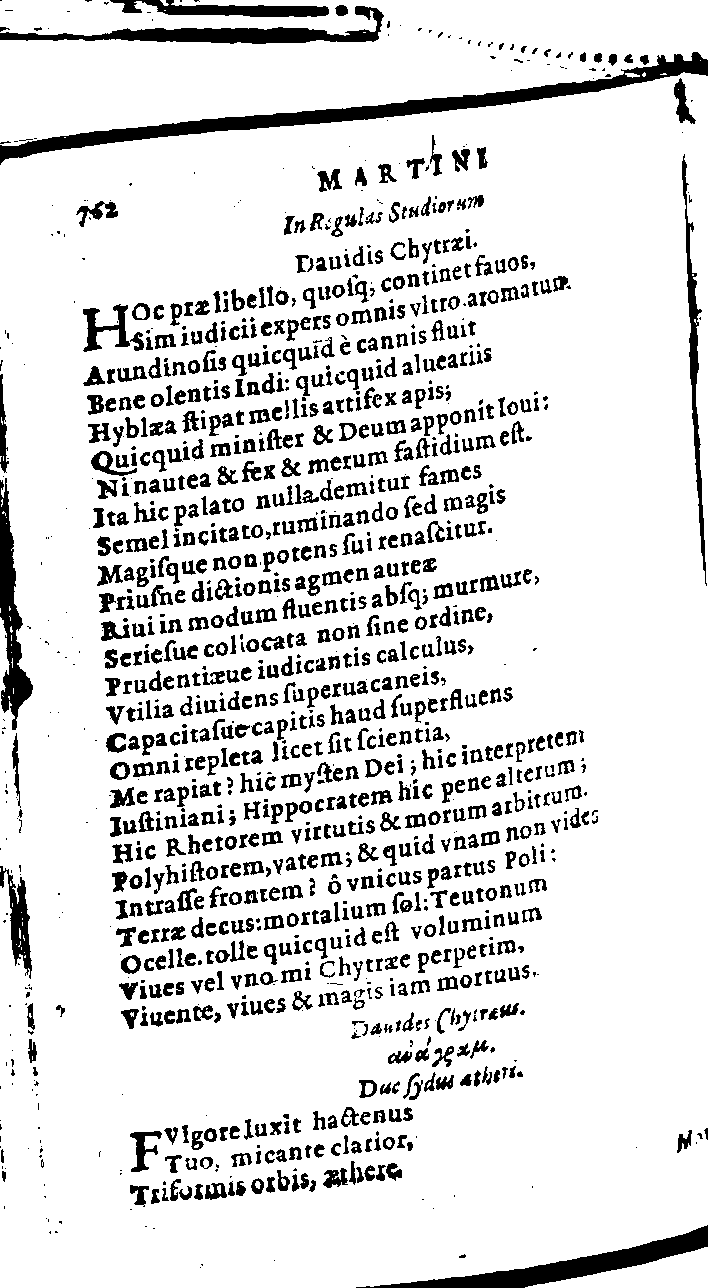 762
MARTINI
In Regulas Studiorum
Dauidis Chytræi.
HOc præ libello, quoſq; continet fauos,
Sim iudicii expers omnis vltro aromatum.
Arundinoſis quicquid è cannis fluit
Bene olentis Indi: quicquid alueariis
Hyblæa ſtipat mellis artifex apis;
Quicquid miniſter & Deum apponit Ioui:
Ni nautea & fex & merum faſtidium eſt.
Ita hic palato nulla demitur fames
Semel incitato, ruminando ſed magis
Magiſque non potens ſui renaſcitur.
Priuſne dictionis agmen aureæ
Riui in modum fluentis abſq; murmure,
Serieſue collocata non ſine ordine,
Prudentiæue iudicantis calculus,
Vtilia diuidens ſuperuacaneis,
Capacitaſue capitis haud ſuperfluens
Omni repleta licet ſit ſcientia,
Me rapiat? hic myſten Dei; hic interpretem
Iuſtiniani; Hippocratem hic pene alterum;
Hic Rhetorem virtutis & morum arbitrum.
Polyhiſtorem, vatem; & quid vnam non vides
Intraſſe frontem? ô vnicus partus Poli:
Terræ decus: mortalium ſol: Teutonum
Ocelle. tolle quicquid eſt voluminum
Viues vel vno mi Chytræe perpetim,
Viuente, viues & magis iam mortuus.
Dauides Chytræus.
ἀνάγραμ.
Duc ſydus ætheri.
FVlgore luxit hactenus
Tuo, micante clarior,
Triformis orbis, æthere.